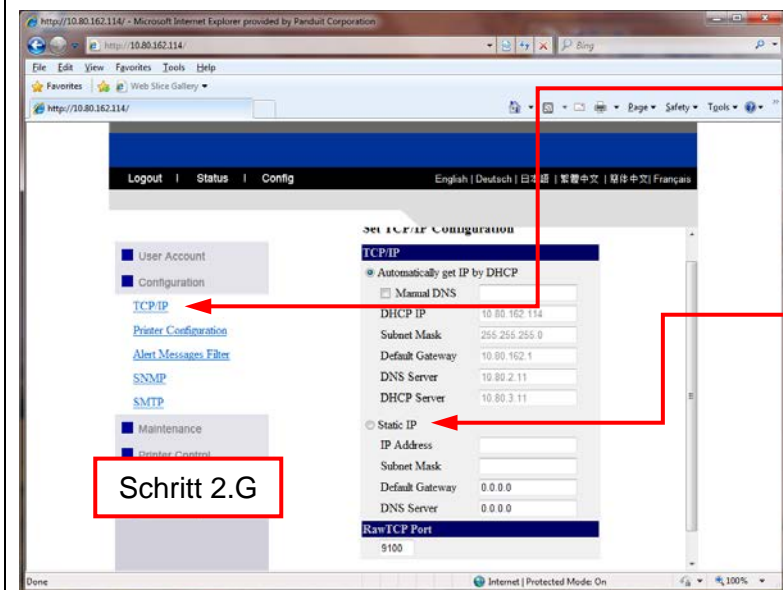 http://10.80.162.114/ - Microsoft Internet Explorer provided by Panduit Corporation
http://10.80.162.114/
Bing
File Edit View Favorites Tools Help
Favorites Web Slice Gallery
http://10.80.162.114/
Page Safety Tools
Logout | Status | Config
English | Deutsch | 日本語 | 繁體中文 | 簡体中文| Français
Set TCP/IP Configuration
User Account
Configuration
TCP/IP
Printer Configuration
Alert Messages Filter
SNMP
SMTP
Maintenance
Printer Control
Schritt 2.G
TCP/IP
Automatically get IP by DHCP
Manual DNS
DHCP IP 10.80.162.114
Subnet Mask 255.255.255.0
Default Gateway 10.80.162.1
DNS Server 10.80.2.11
DHCP Server 10.80.3.11
Static IP
IP Address
Subnet Mask
Default Gateway 0.0.0.0
DNS Server 0.0.0.0
RawTCP Port
9100
Done
Internet | Protected Mode: On
100%